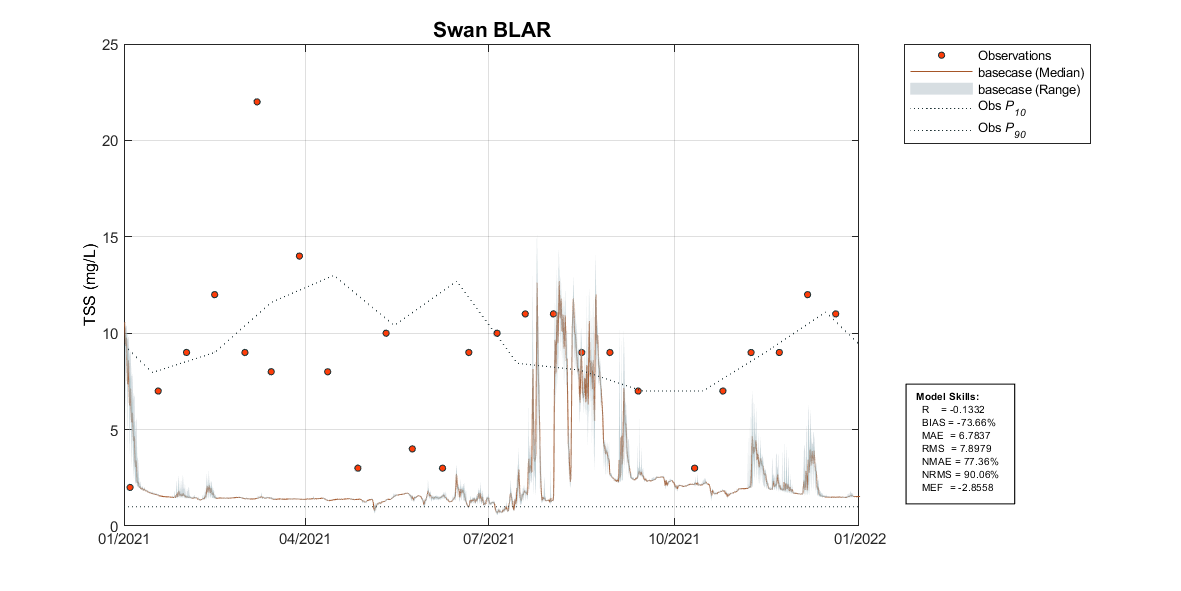 Swan BLAR
25
20
15
10
5
0
TSS (mg/L)
01/2021
04/2021
07/2021
10/2021
01/2022
Observations
basecase (Median)
basecase (Range)
Obs P10
Obs P90
Model Skills:
R = -0.1332
BIAS = -73.66%
MAE = 6.7837
RMS = 7.8979
NMAE = 77.36%
NRMS = 90.06%
MEF = -2.8558